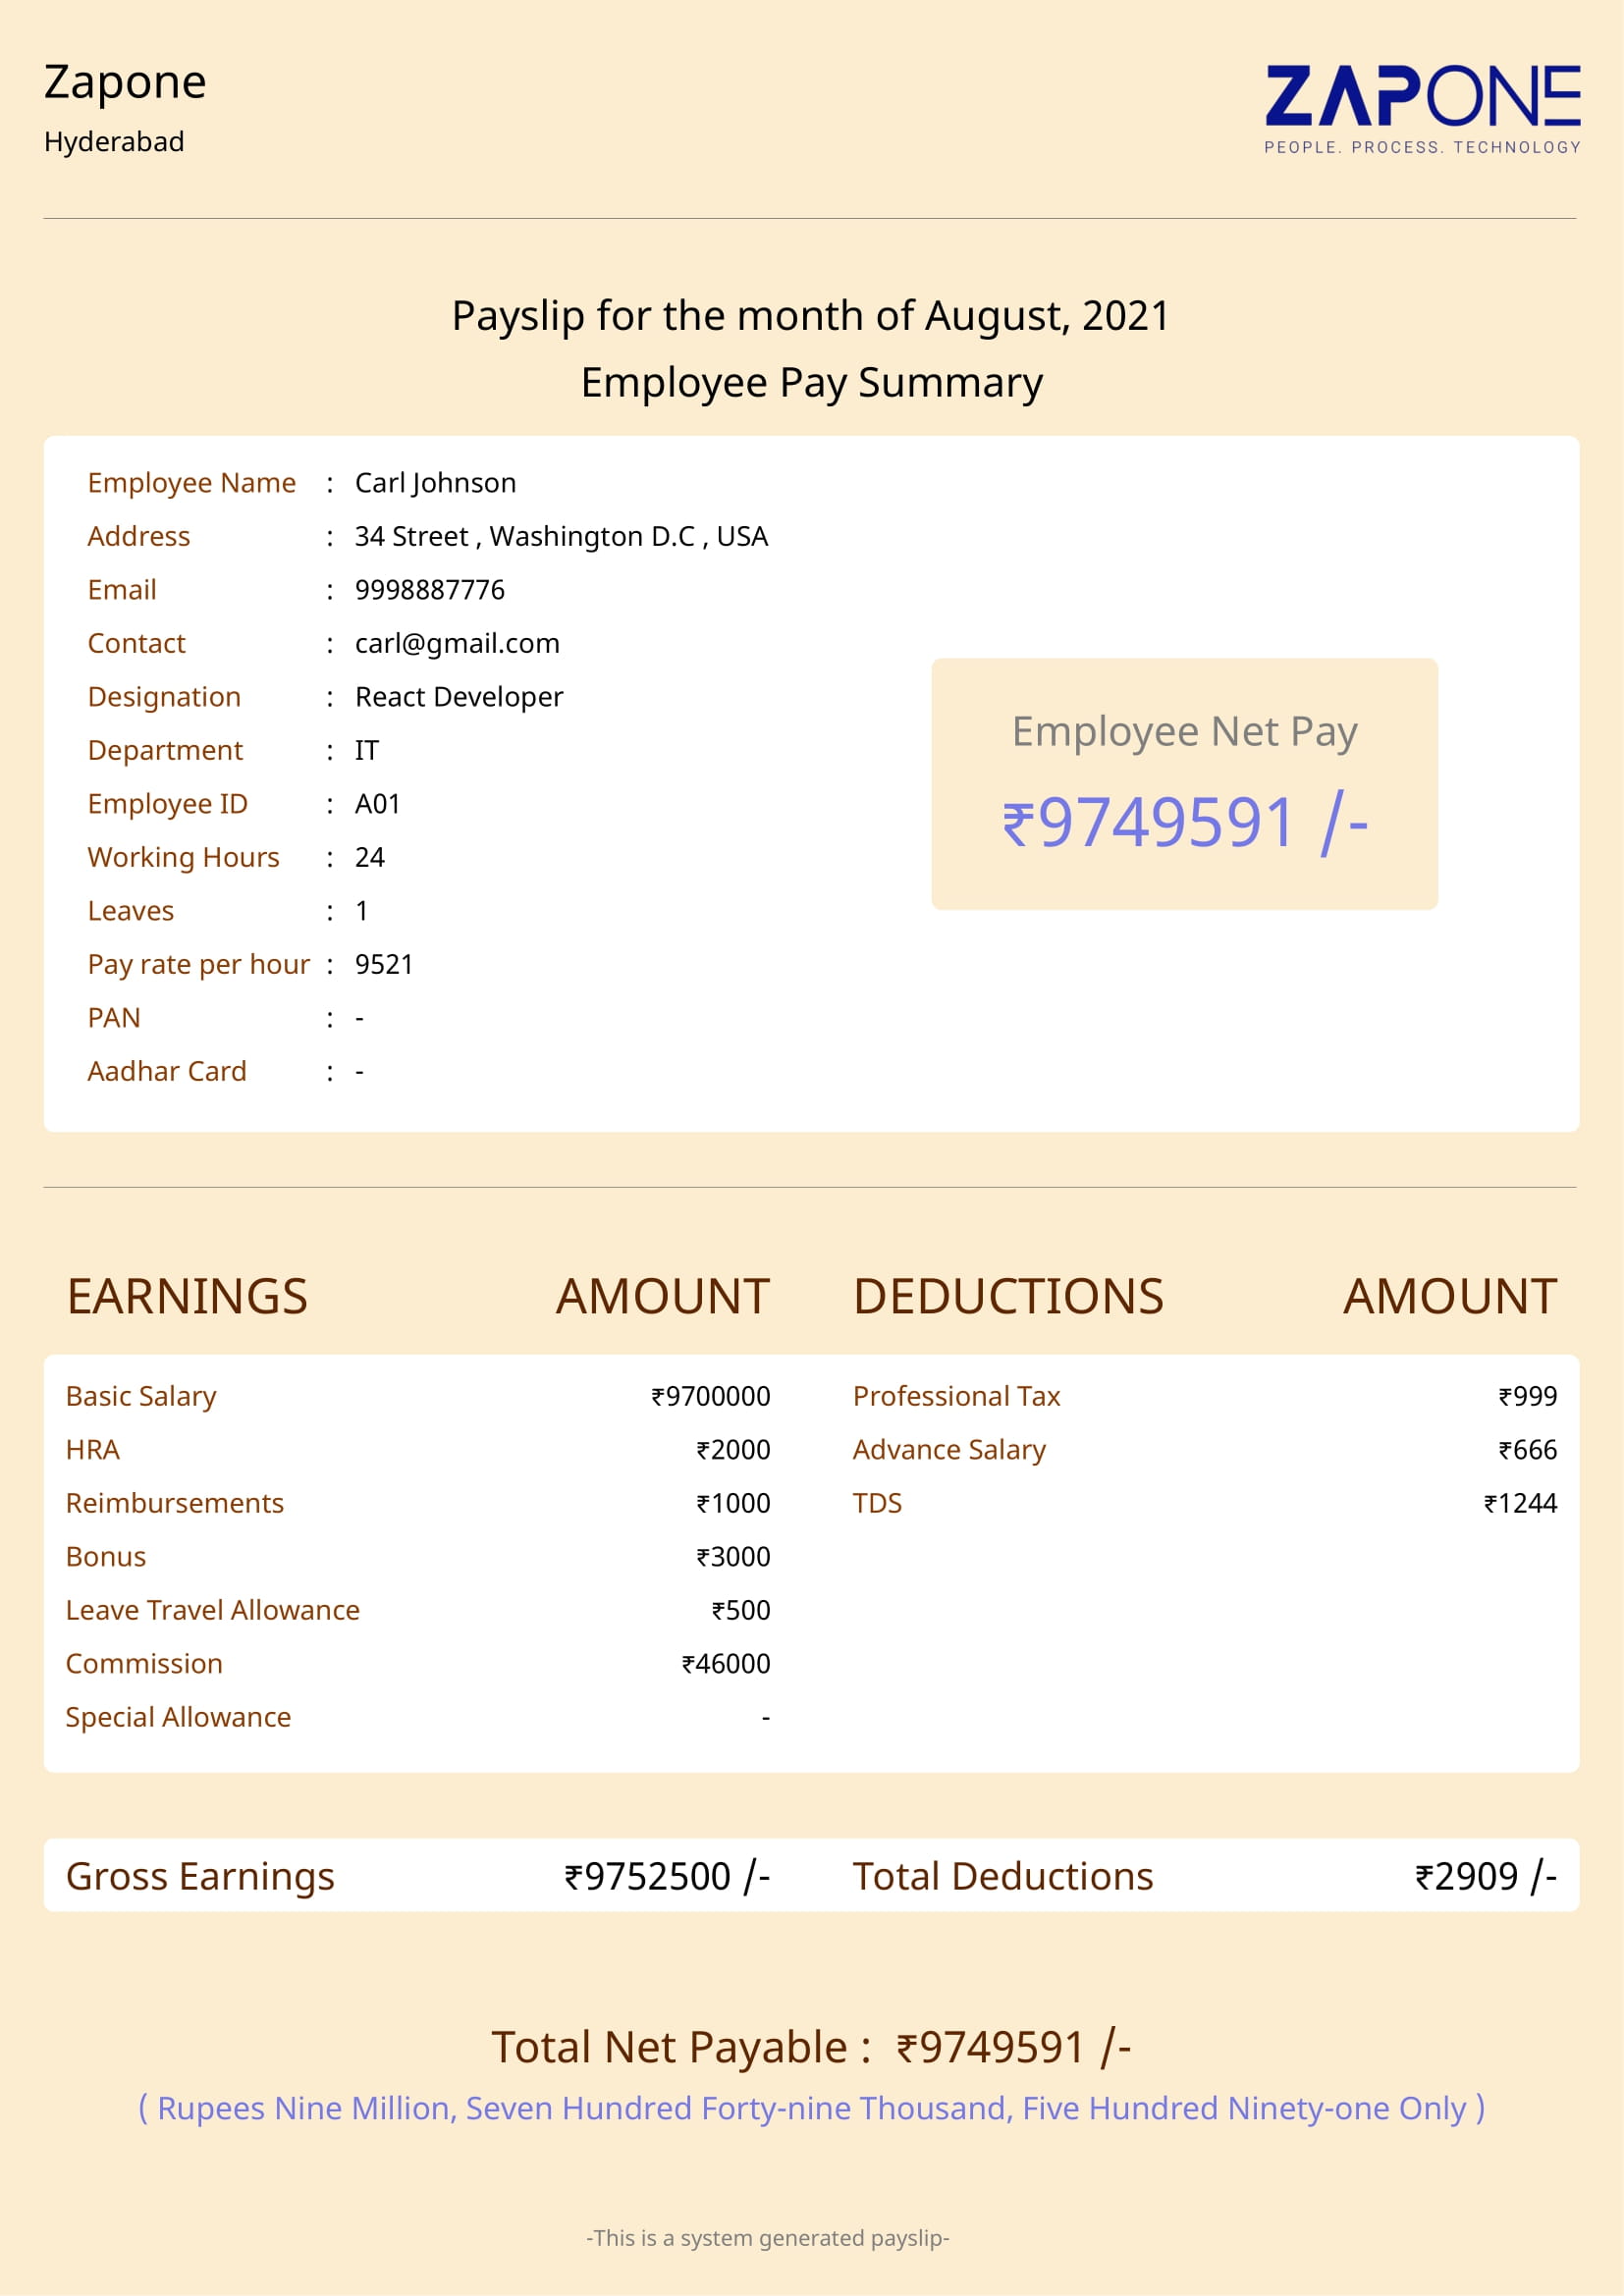 Zapone
Hyderabad
ZAPONE
PEOPLE. PROCESS. TECHNOLOGY
Payslip for the month of August, 2021
Employee Pay Summary
Employee Name : Carl Johnson
Address : 34 Street , Washington D.C , USA
Email : 9998887776
Contact : carl@gmail.com
Designation : React Developer
Department : IT
Employee ID : A01
Working Hours : 24
Leaves : 1
Pay rate per hour : 9521
PAN : -
Aadhar Card : -
Employee Net Pay
₹9749591 /-
EARNINGS AMOUNT DEDUCTIONS AMOUNT
Basic Salary ₹9700000 Professional Tax ₹999
HRA ₹2000 Advance Salary ₹666
Reimbursements ₹1000 TDS ₹1244
Bonus ₹3000
Leave Travel Allowance ₹500
Commission ₹46000
Special Allowance -
Gross Earnings ₹9752500 /- Total Deductions ₹2909 /-
Total Net Payable : ₹9749591 /-
( Rupees Nine Million, Seven Hundred Forty-nine Thousand, Five Hundred Ninety-one Only )
-This is a system generated payslip-